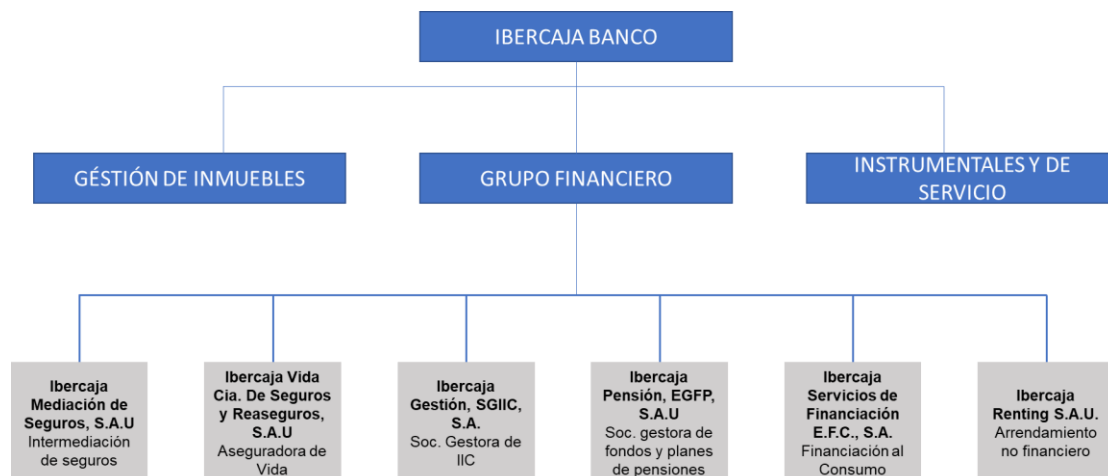 IBERCAJA BANCO
GÉSTIÓN DE INMUEBLES
GRUPO FINANCIERO
INSTRUMENTALES Y DE
SERVICIO
Ibercaja
Mediación de
Seguros, S.A.U
Intermediación
de seguros
Ibercaja Vida
Cia. De Seguros
y Reaseguros,
S.A.U
Aseguradora de
Vida
Ibercaja
Gestión, SGIIC,
S.A.
Soc. Gestora de
IIC
Ibercaja
Pensión, EGFP,
S.A.U
Soc. gestora de
fondos y planes
de pensiones
Ibercaja
Servicios de
Financiación
E.F.C., S.A.
Financiación al
Consumo
Ibercaja
Renting S.A.U.
Arrendamiento
no financiero